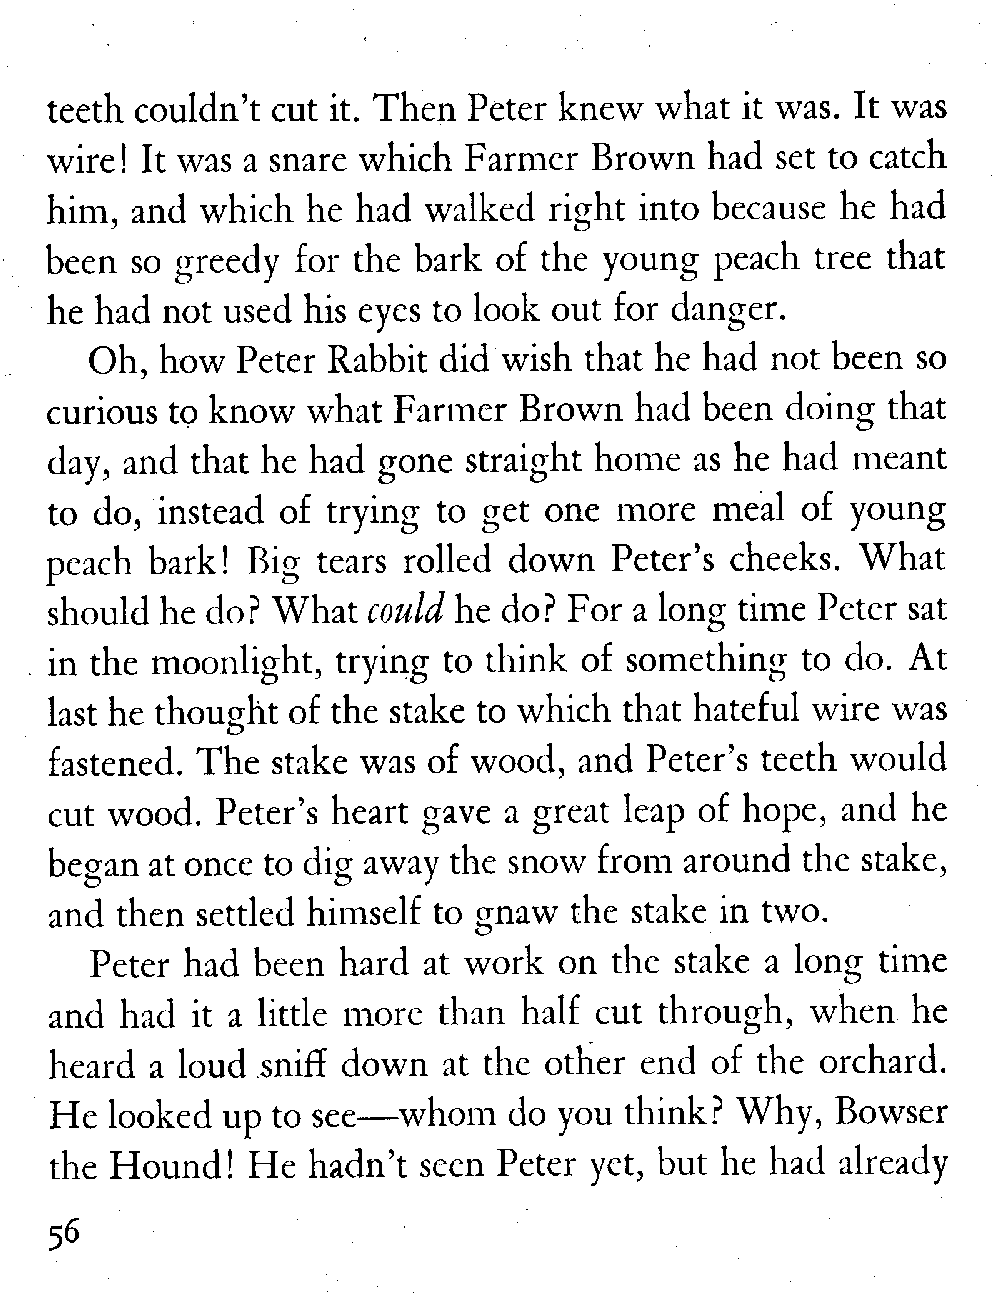 teeth couldn't cut it. Then Peter knew what it was. It was
wire! It was a snare which Farmer Brown had set to catch
him, and which he had walked right into because he had
been so greedy for the bark of the young peach tree that
he had not used his eyes to look out for danger.
Oh, how Peter Rabbit did wish that he had not been so
curious to know what Farmer Brown had been doing that
day, and that he had gone straight home as he had meant
to do, instead of trying to get one more meal of young
peach bark! Big tears rolled down Peter's cheeks. What
should he do? What could he do? For a long time Peter sat
in the moonlight, trying to think of something to do. At
last he thought of the stake to which that hateful wire was
fastened. The stake was of wood, and Peter's teeth would
cut wood. Peter's heart gave a great leap of hope, and he
began at once to dig away the snow from around the stake,
and then settled himself to gnaw the stake in two.
Peter had been hard at work on the stake a long time
and had it a little more than half cut through, when he
heard a loud sniff down at the other end of the orchard.
He looked up to see—whom do you think? Why, Bowser
the Hound! He hadn't seen Peter yet, but he had already
56